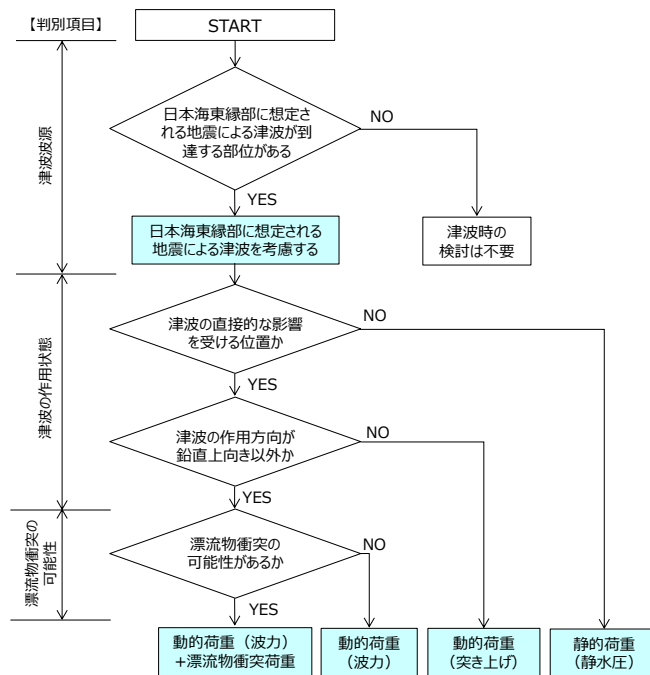 【判別項目】
START
津波波源
日本海東縁部に想定さ
れる地震による津波が到
達する部位がある
NO
YES
日本海東縁部に想定される
地震による津波を考慮する
津波時の
検討は不要
津波の作用状態
津波の直接的な影響
を受ける位置か
NO
YES
津波の作用方向が
鉛直上向き以外か
NO
YES
漂流物衝突の
可能性
漂流物衝突の
可能性があるか
NO
YES
動的荷重（波力）
+漂流物衝突荷重
動的荷重
（波力）
動的荷重
（突き上げ）
静的荷重
（静水圧）